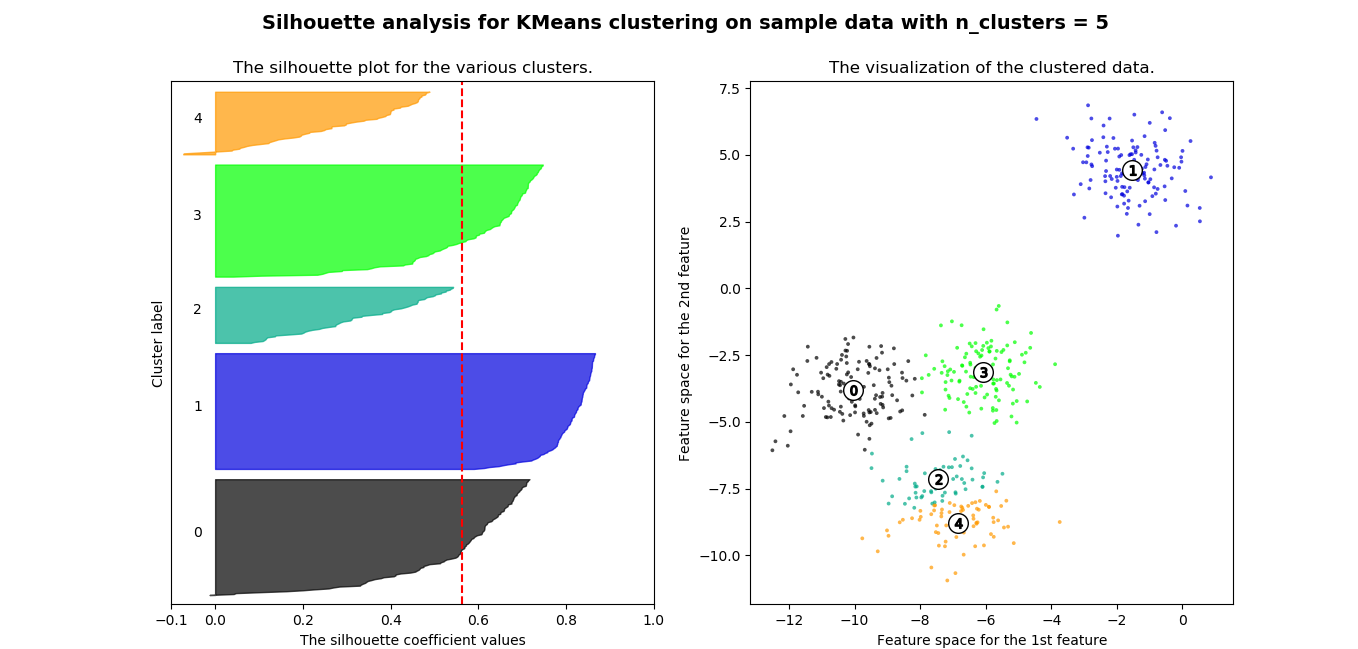 Silhouette analysis for KMeans clustering on sample data with n_clusters = 5
The silhouette plot for the various clusters.
Cluster label
4
3
2
1
0
−0.1 0.0 0.2 0.4 0.6 0.8 1.0
The silhouette coefficient values
The visualization of the clustered data.
Feature space for the 2nd feature
7.5
5.0
2.5
0.0
−2.5
−5.0
−7.5
−10.0
1
3
0
2
4
−12 −10 −8 −6 −4 −2 0
Feature space for the 1st feature